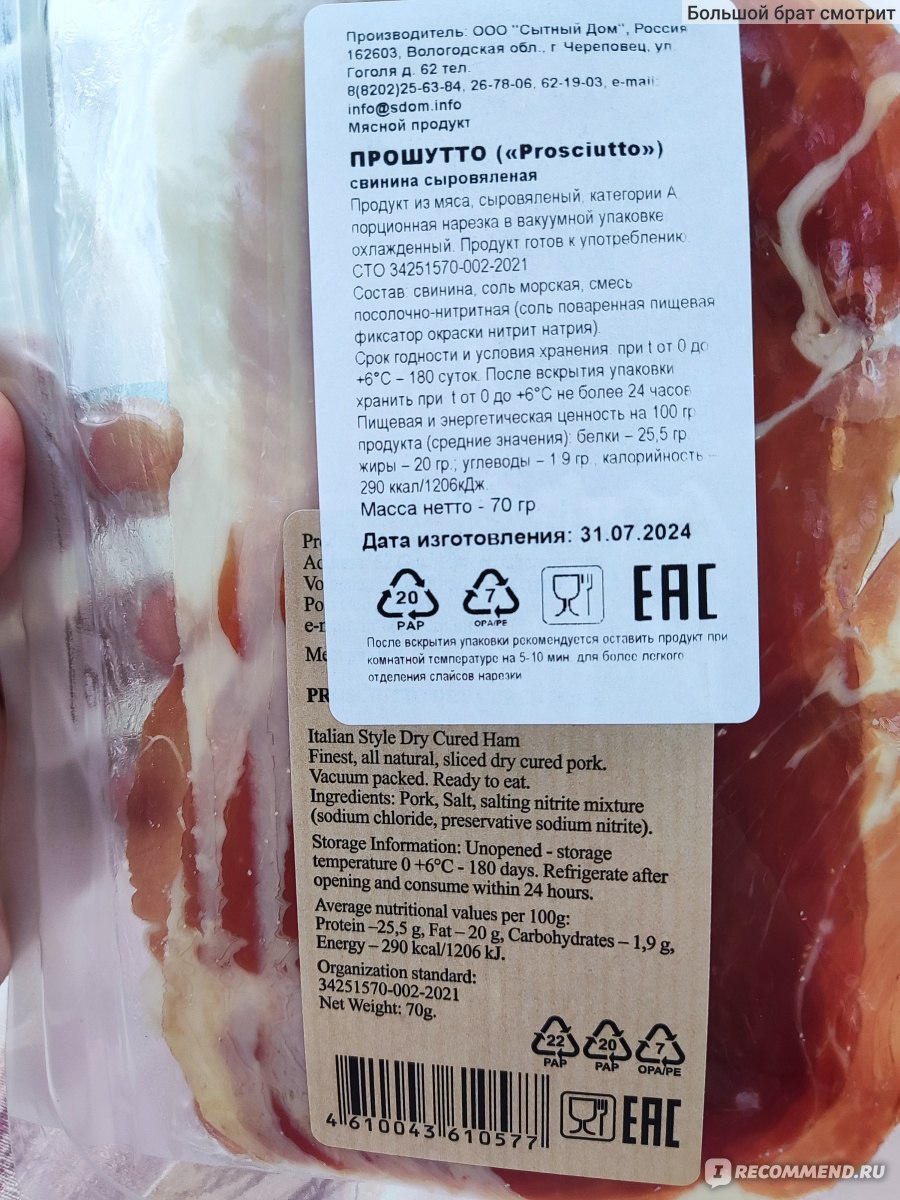 Большой брат смотрит
Производитель: ООО "Сытный Дом", Россия
162603, Вологодская обл., г Череповец, ул
Гоголя д. 62 тел.
8(8202)25-63-84, 26-78-06, 62-19-03, e-mail:
info@sdom.info
Мясной продукт
ПРОШУТТО («Prosciutto»)
свинина сыровяленая
Продукт из мяса, сыровяленый, категории А
порционная нарезка в вакуумной упаковке
охлажденный. Продукт готов к употреблению
СТО 34251570-002-2021
Состав: свинина, соль морская, смесь
посолочно-нитритная (соль поваренная пищевая
фиксатор окраски нитрит натрия).
Срок годности и условия хранения: при t от 0 до
+6°С – 180 суток. После вскрытия упаковки
хранить при t от 0 до +6°С не более 24 часов
Пищевая и энергетическая ценность на 100 гр
продукта (средние значения): белки – 25,5 гр
жиры – 20 гр.; углеводы – 1 9 гр., калорийность –
290 ккал/1206кДж.
Масса нетто - 70 гр
Дата изготовления: 31.07.2024
20 7 EAC
PAP OPA/PE
После вскрытия упаковки рекомендуется оставить продукт при
комнатной температуре на 5-10 мин. для более легкого
отделения слайсов нарезки
Italian Style Dry Cured Ham
Finest, all natural, sliced dry cured pork.
Vacuum packed. Ready to eat.
Ingredients: Pork, Salt, salting nitrite mixture
(sodium chloride, preservative sodium nitrite).
Storage Information: Unopened - storage
temperature 0 +6°C - 180 days. Refrigerate after
opening and consume within 24 hours.
Average nutritional values per 100g:
Protein –25,5 g, Fat – 20 g, Carbohydrates – 1,9 g,
Energy – 290 kcal/1206 kJ.
Organization standard:
34251570-002-2021
Net Weight: 70g.
22 20 7
PAP PAP OPA/PE
4 610043 610577
EAC
IRECOMMEND.RU